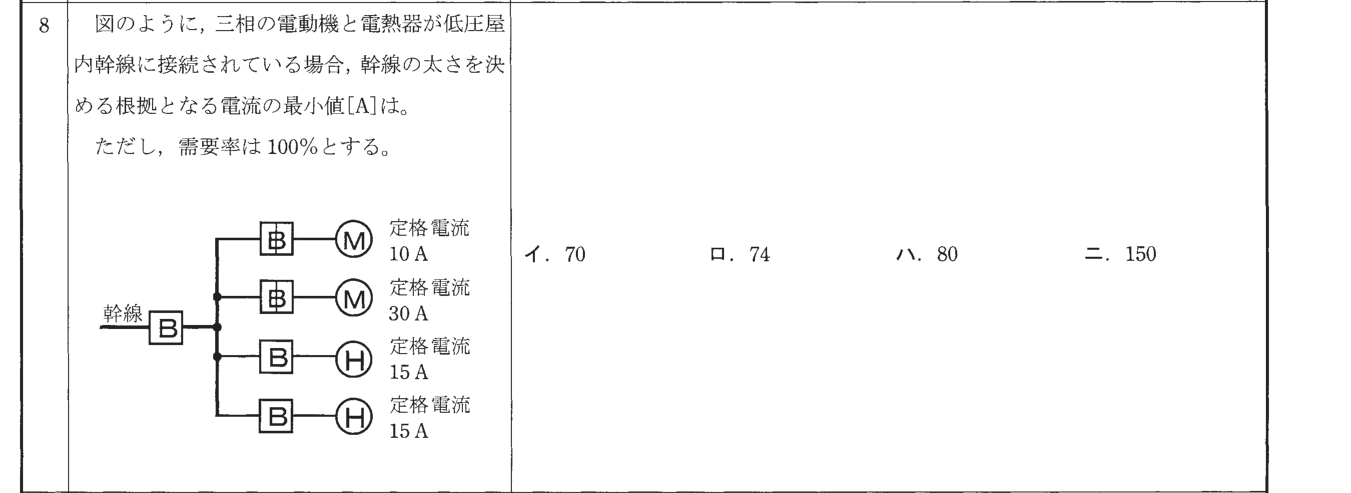 8
図のように，三相の電動機と電熱器が低圧屋
内幹線に接続されている場合，幹線の太さを決
める根拠となる電流の最小値[A]は。
ただし，需要率は100％とする。
幹線
B
B
M
定格電流
10 A
B
M
定格電流
30 A
B
H
定格電流
15 A
B
H
定格電流
15 A
イ．70
ロ．74
ハ．80
ニ．150